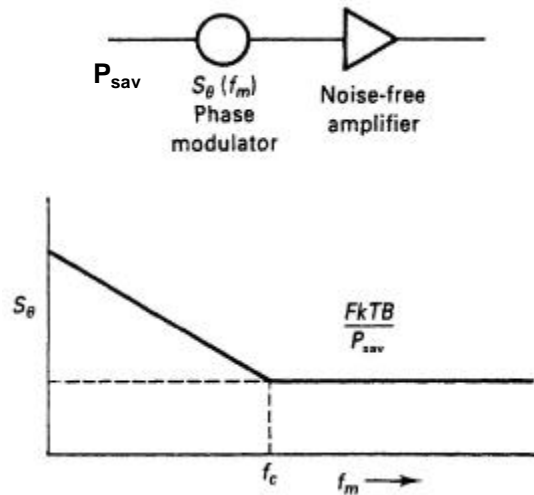 P_sav
S_θ (f_m)
Phase
modulator
Noise-free
amplifier
S_θ
FkTB
P_sav
f_c
f_m